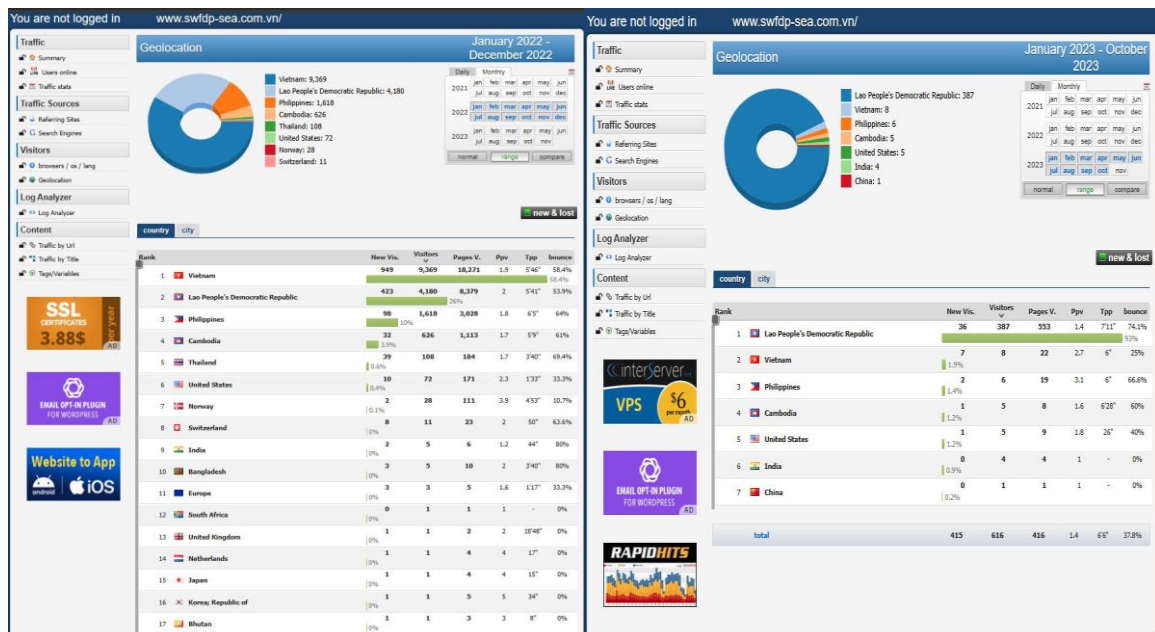 You are not logged in www.swfdp-sea.com.vn/
Traffic
Summary
Users online
Traffic stats
Traffic Sources
Referring Sites
Search Engines
Visitors
browsers / os / lang
Geolocation
Log Analyzer
Log Analyzer
Content
Traffic by Url
Traffic by Title
Tags/Variables
SSL
CERTIFICATES
3.88$
per year
AD
EMAIL OPT-IN PLUGIN
FOR WORDPRESS
AD
Website to App
android iOS
Geolocation
January 2022 -
December 2022
Vietnam: 9,369
Lao People's Democratic Republic: 4,180
Philippines: 1,618
Cambodia: 626
Thailand: 108
United States: 72
Norway: 28
Switzerland: 11
Daily Monthly
2021 jan feb mar apr may jun
jul aug sep oct nov dec
2022 jan feb mar apr may jun
jul aug sep oct nov dec
2023 jan feb mar apr may jun
jul aug sep oct nov
normal range compare
new & lost
country city
Rank New Vis. Visitors Pages V. Ppv Tpp bounce
1 Vietnam 949 9,369 18,271 1.9 5'46" 58.4%
58.4%
2 Lao People's Democratic Republic 423 4,180 8,379 2 5'41" 53.9%
26%
3 Philippines 98 1,618 3,028 1.8 6'5" 64%
10%
4 Cambodia 32 626 1,113 1.7 5'9" 61%
3.9%
5 Thailand 39 108 184 1.7 3'40" 69.4%
0.6%
6 United States 10 72 171 2.3 1'33" 33.3%
0.4%
7 Norway 2 28 111 3.9 4'53" 10.7%
0.1%
8 Switzerland 8 11 23 2 50" 63.6%
0%
9 India 2 5 6 1.2 44" 80%
0%
10 Bangladesh 3 5 10 2 3'40" 80%
0%
11 Europe 3 3 5 1.6 1'17" 33.3%
0%
12 South Africa 0 1 1 1 - 0%
0%
13 United Kingdom 1 1 2 2 18'48" 0%
0%
14 Netherlands 1 1 4 4 17" 0%
0%
15 Japan 1 1 4 4 15" 0%
0%
16 Korea; Republic of 1 1 5 5 34" 0%
0%
17 Bhutan 1 1 3 3 8" 0%
0%
You are not logged in www.swfdp-sea.com.vn/
Traffic
Summary
Users online
Traffic stats
Traffic Sources
Referring Sites
Search Engines
Visitors
browsers / os / lang
Geolocation
Log Analyzer
Log Analyzer
Content
Traffic by Url
Traffic by Title
Tags/Variables
interserver
VPS $6
per month
AD
EMAIL OPT-IN PLUGIN
FOR WORDPRESS
AD
RAPIDHITS
Geolocation
January 2023 - October
2023
Lao People's Democratic Republic: 387
Vietnam: 8
Philippines: 6
Cambodia: 5
United States: 5
India: 4
China: 1
Daily Monthly
2021 jan feb mar apr may jun
jul aug sep oct nov dec
2022 jan feb mar apr may jun
jul aug sep oct nov dec
2023 jan feb mar apr may jun
jul aug sep oct nov
normal range compare
new & lost
country city
Rank New Vis. Visitors Pages V. Ppv Tpp bounce
1 Lao People's Democratic Republic 36 387 553 1.4 7'11" 74.1%
93%
2 Vietnam 7 8 22 2.7 6" 25%
1.9%
3 Philippines 2 6 19 3.1 6" 66.6%
1.4%
4 Cambodia 1 5 8 1.6 6'28" 60%
1.2%
5 United States 1 5 9 1.8 26" 40%
1.2%
6 India 0 4 4 1 - 0%
0.9%
7 China 0 1 1 1 - 0%
0.2%
total 415 616 416 1.4 6'6" 37.8%